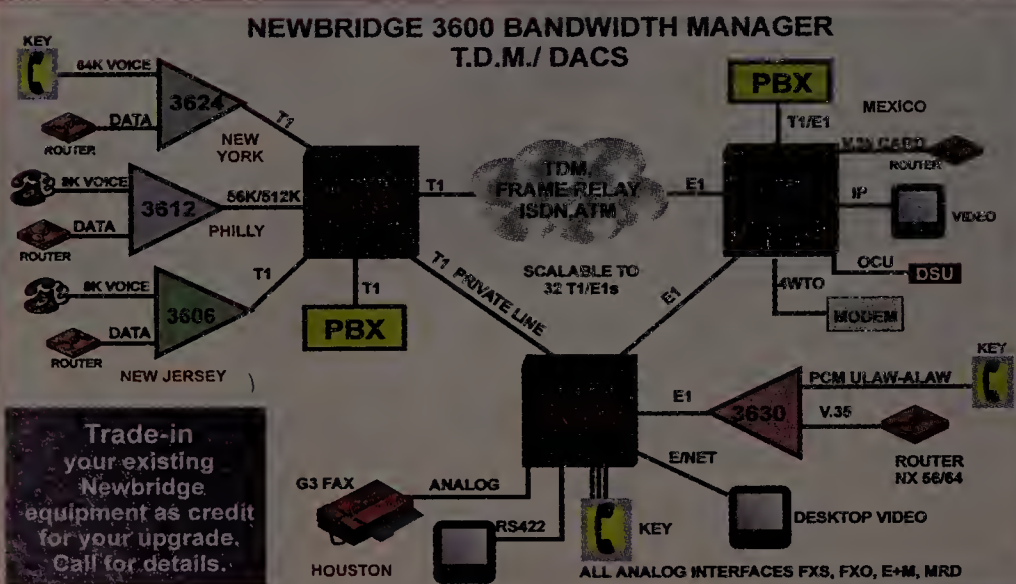 NEWBRIDGE 3600 BANDWIDTH MANAGER
T.D.M./ DACS
KEY
64K VOICE
3624
DATA
ROUTER
NEW
YORK
T1
8K VOICE
3612
56K/512K
DATA
ROUTER
PHILLY
8K VOICE
3606
T1
DATA
ROUTER
NEW JERSEY
T1
PBX
T1
TDM,
FRAME RELAY
ISDN, ATM
E1
T1 PRIVATE LINE
SCALABLE TO
32 T1/E1s
E1
PBX
T1/E1
MEXICO
V.35 CARD
ROUTER
IP
VIDEO
OCU
DSU
4WTO
MODEM
KEY
PCM ULAW-ALAW
E1
3630
V.35
ROUTER
NX 56/64
E/NET
DESKTOP VIDEO
G3 FAX
ANALOG
RS422
KEY
HOUSTON
ALL ANALOG INTERFACES FXS, FXO, E+M, MRD
Trade-in
your existing
Newbridge
equipment as credit
for your upgrade.
Call for details.